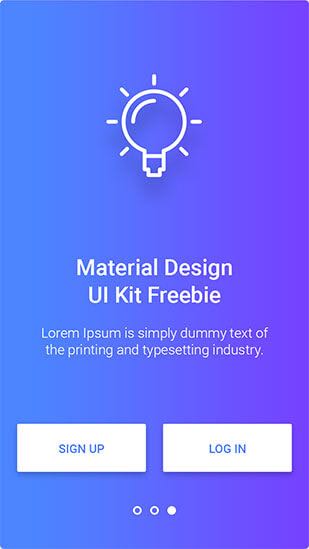 Material Design
UI Kit Freebie
Lorem Ipsum is simply dummy text of
the printing and typesetting industry.
SIGN UP
LOG IN